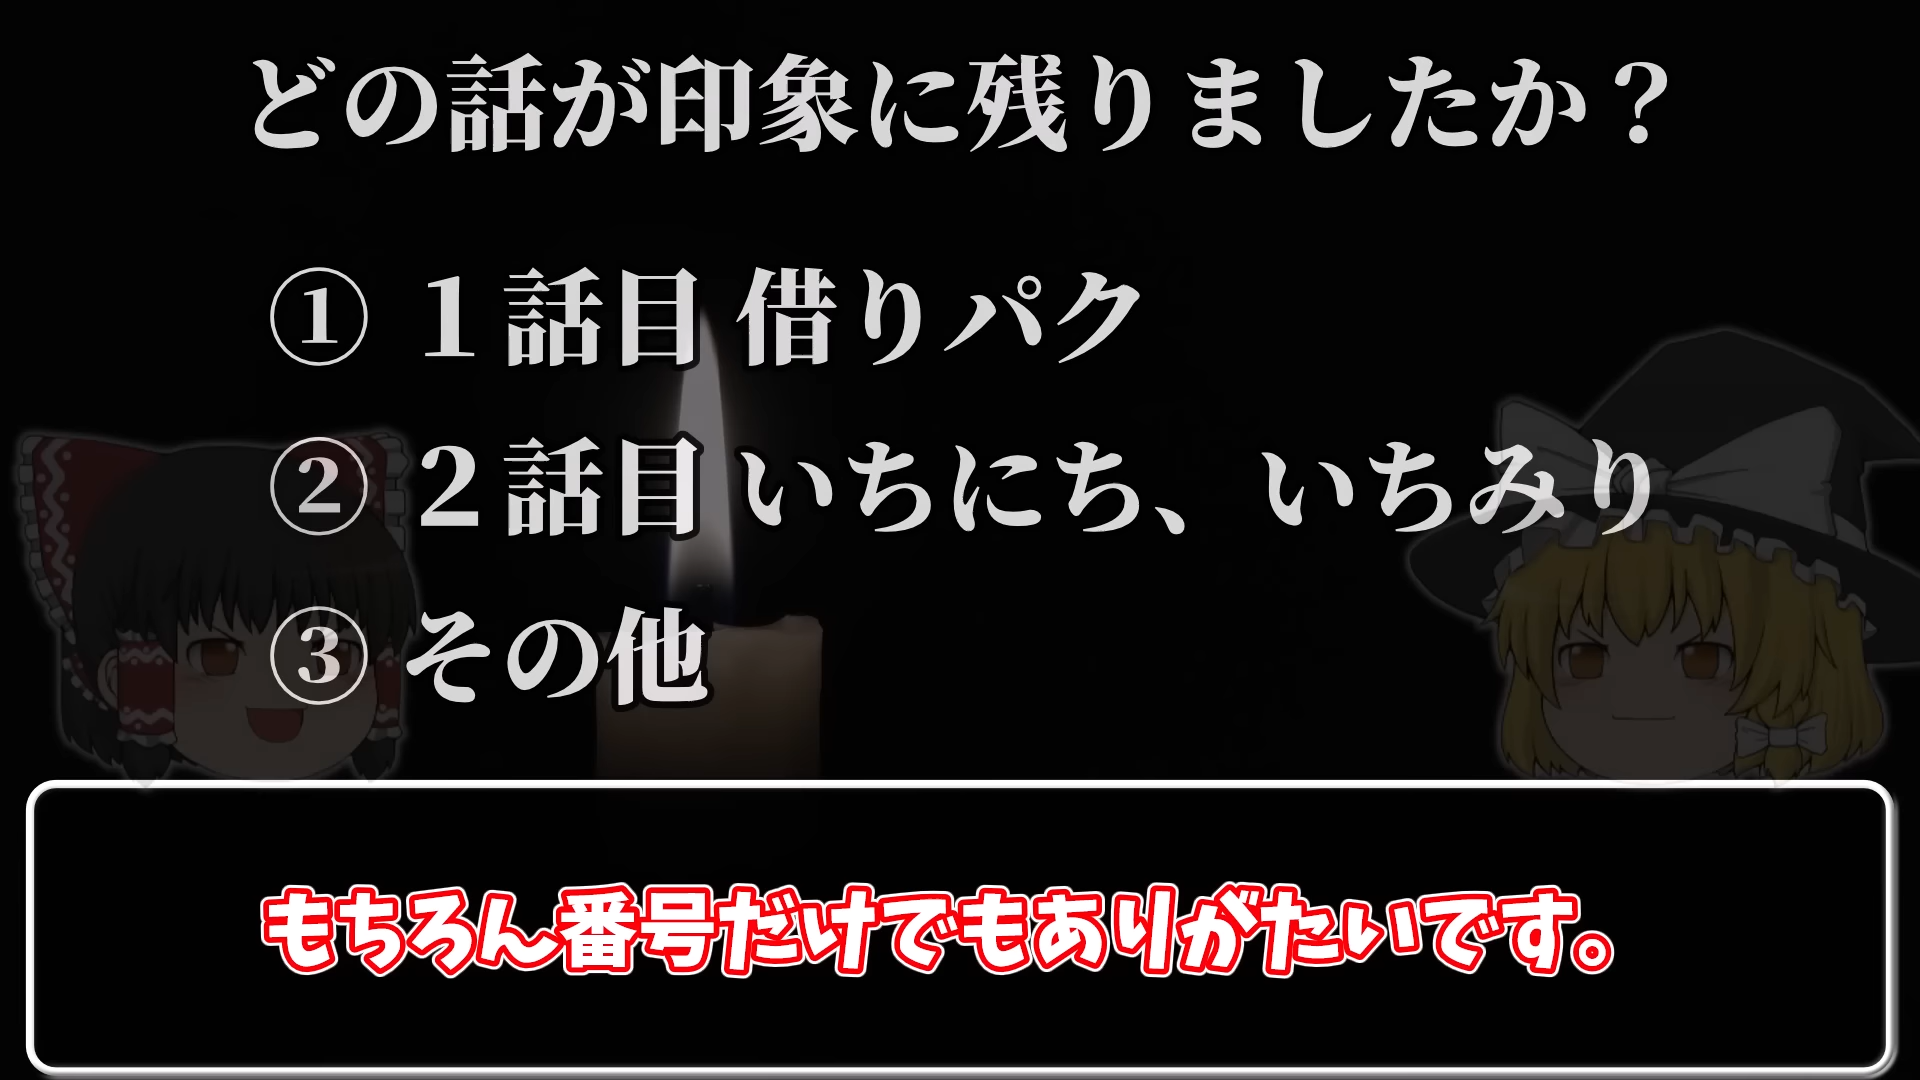 どの話が印象に残りましたか？
① １話目 借りパク
② ２話目 いちにち、いちみり
③ その他
もちろん番号だけでもありがたいです。